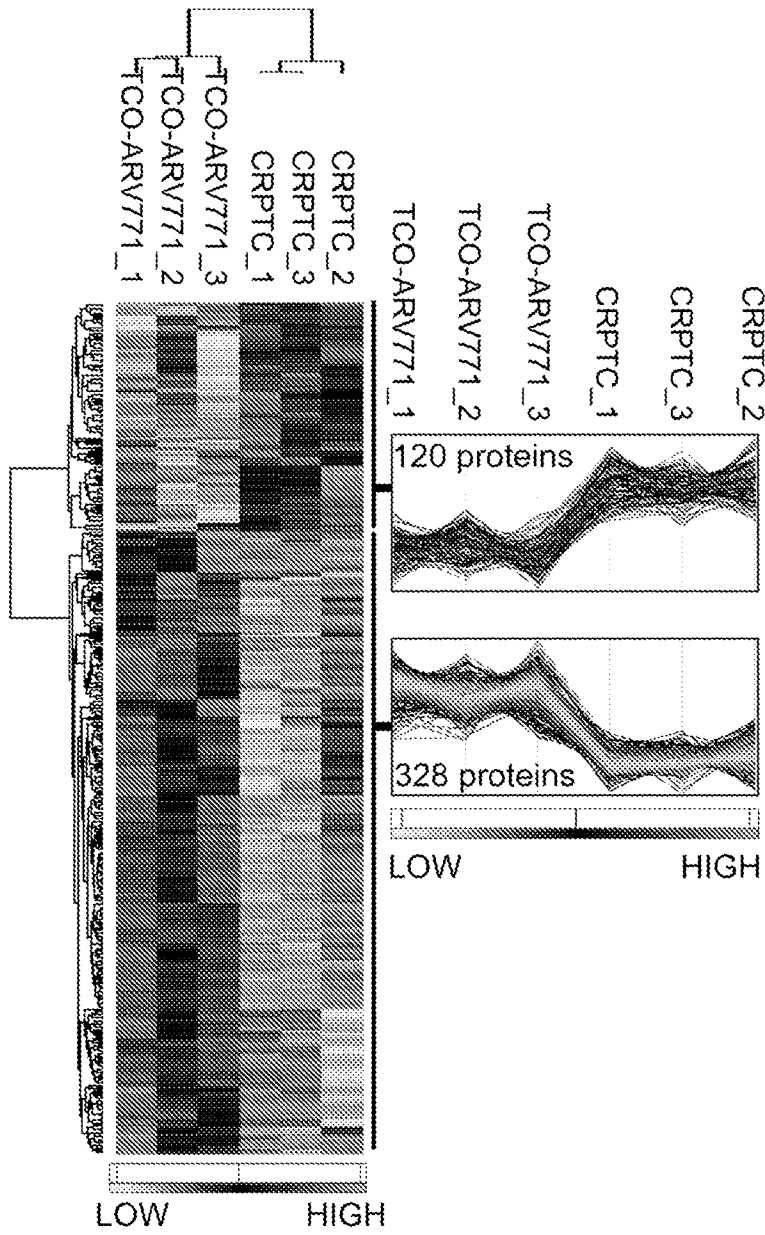 TCO-ARV771_1
TCO-ARV771_2
TCO-ARV771_3
CRPTC_1
CRPTC_3
CRPTC_2
TCO-ARV771_1
TCO-ARV771_2
TCO-ARV771_3
CRPTC_1
CRPTC_3
CRPTC_2
120 proteins
328 proteins
LOW HIGH
LOW HIGH